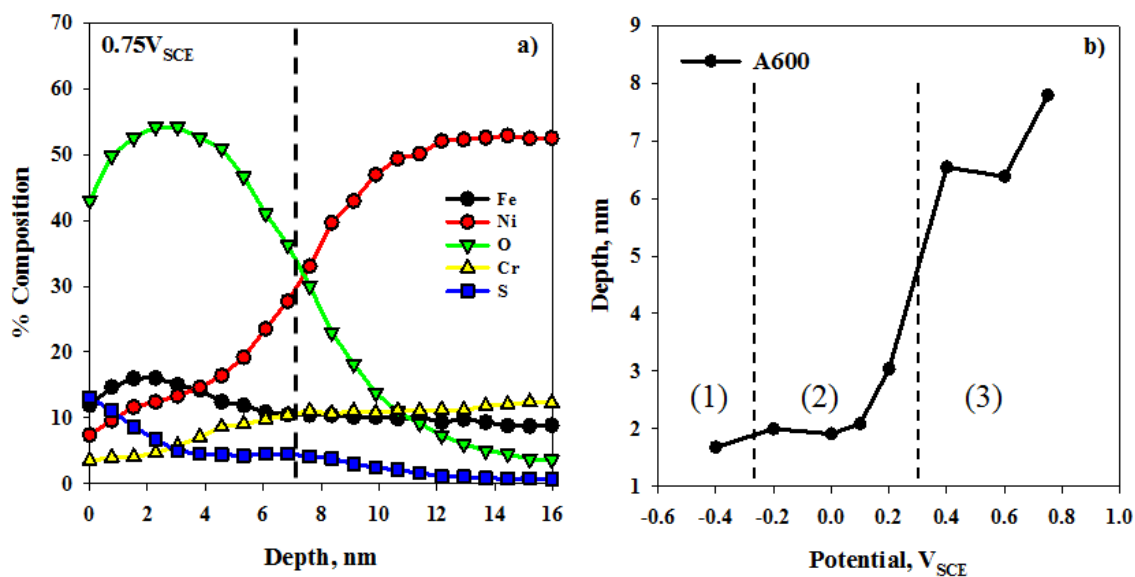 70
60
50
40
30
20
10
0
% Composition
0.75V_SCE
a)
Fe
Ni
O
Cr
S
0 2 4 6 8 10 12 14 16
Depth, nm
9
8
7
6
5
4
3
2
1
Depth, nm
A600
b)
(1)
(2)
(3)
-0.6 -0.4 -0.2 0.0 0.2 0.4 0.6 0.8 1.0
Potential, V_SCE